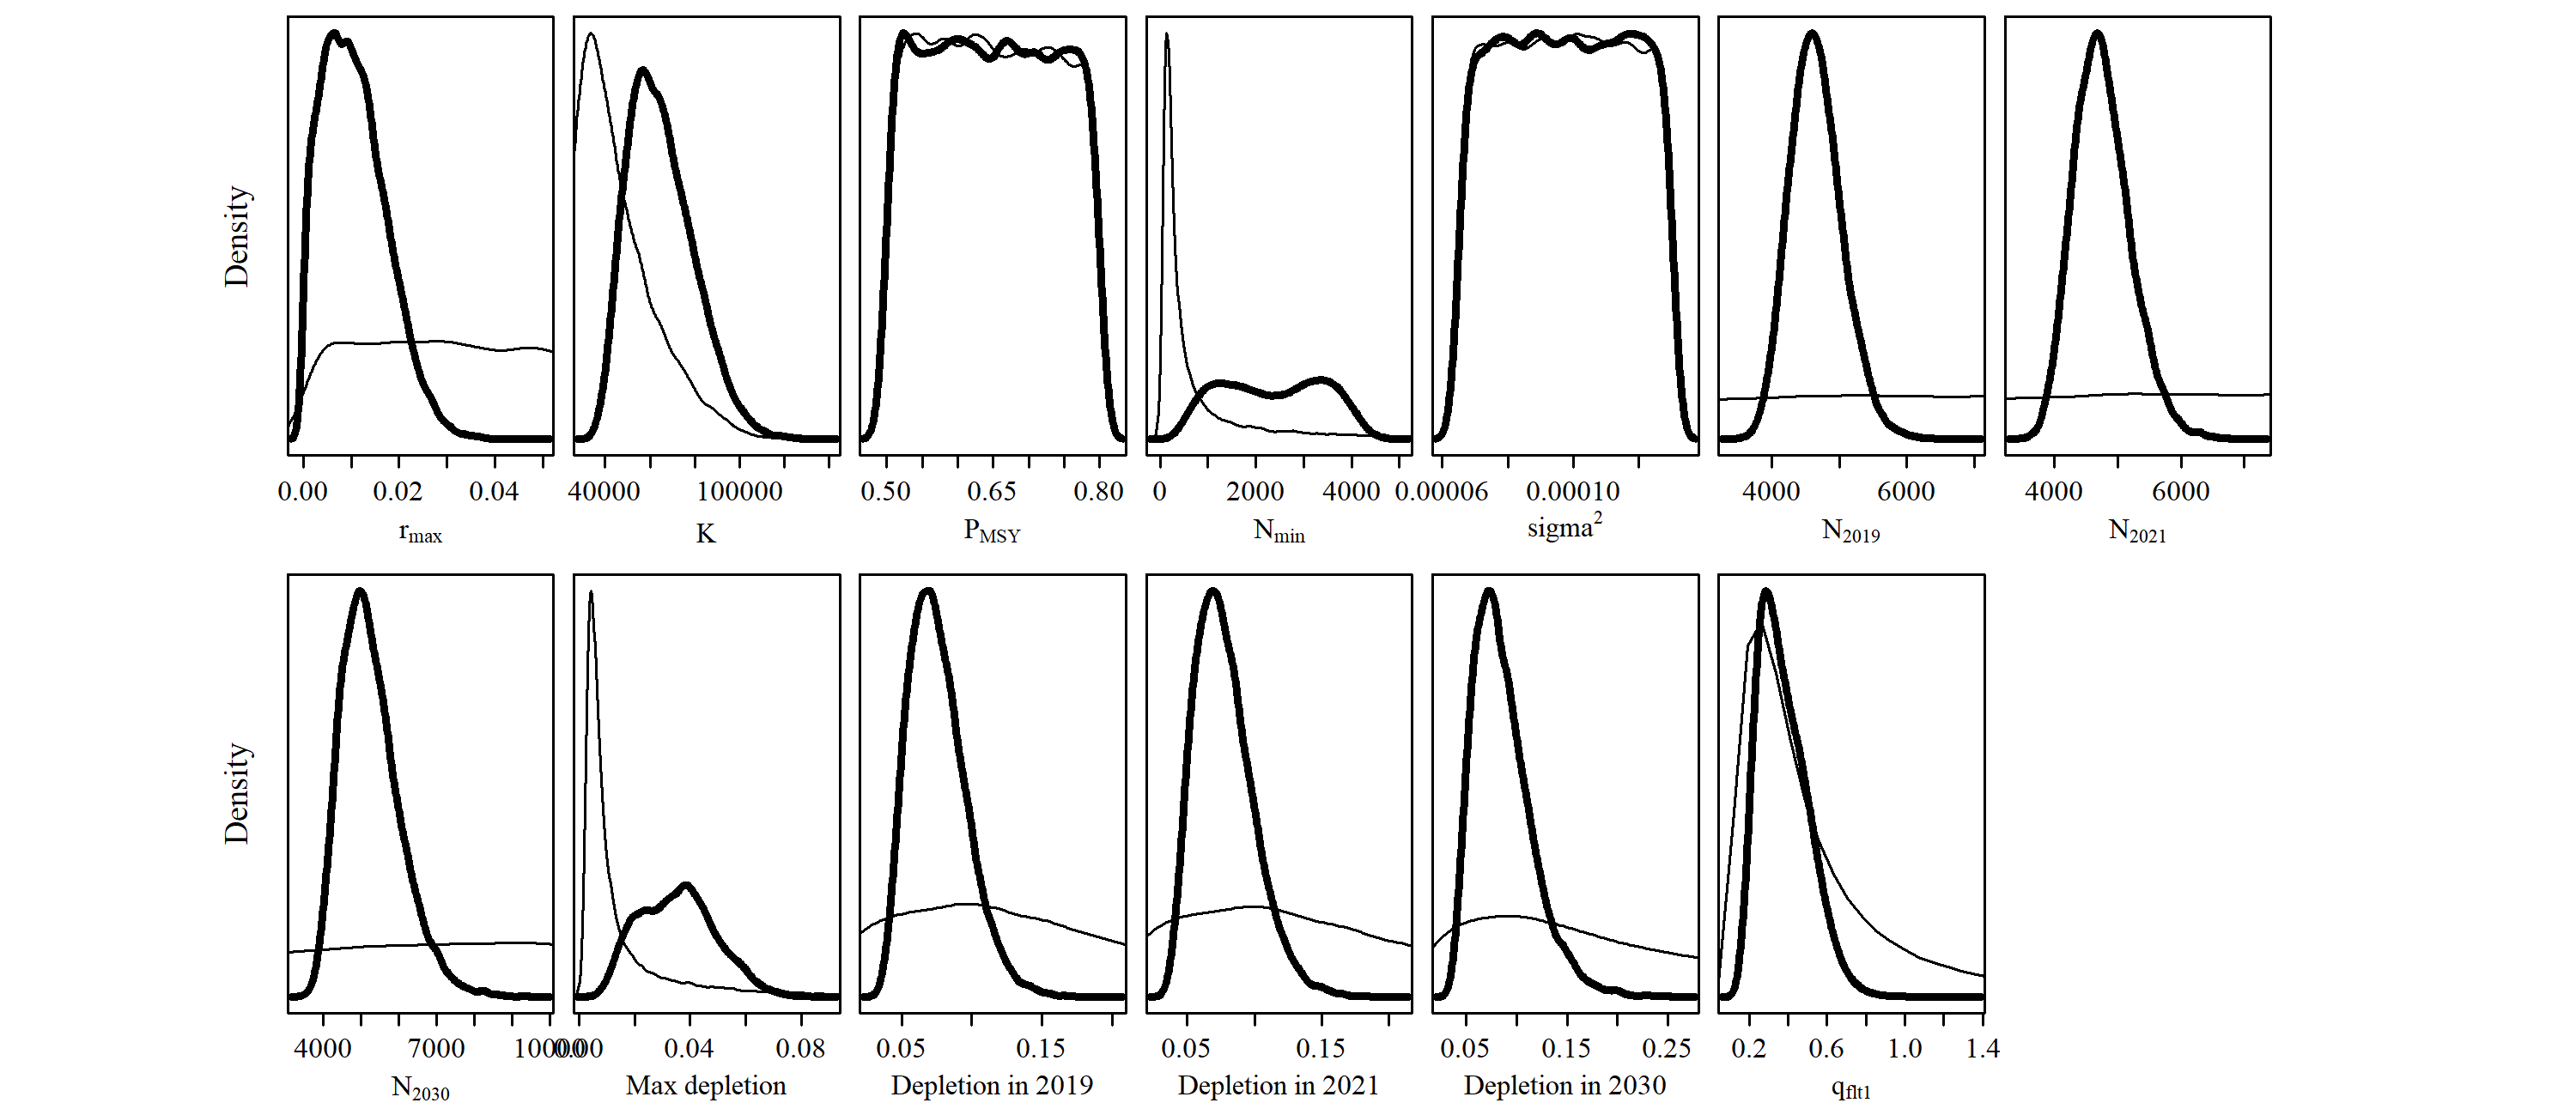 Density
0.00 0.02 0.04 40000 100000 0.50 0.65 0.80 0 2000 4000 0.00006 0.00010 4000 6000 4000 6000
rmax K PMSY Nmin sigma2 N2019 N2021
Density
4000 7000 10000 0.00 0.04 0.08 0.05 0.15 0.05 0.15 0.05 0.15 0.25 0.2 0.6 1.0 1.4
N2030 Max depletion Depletion in 2019 Depletion in 2021 Depletion in 2030 qflt1